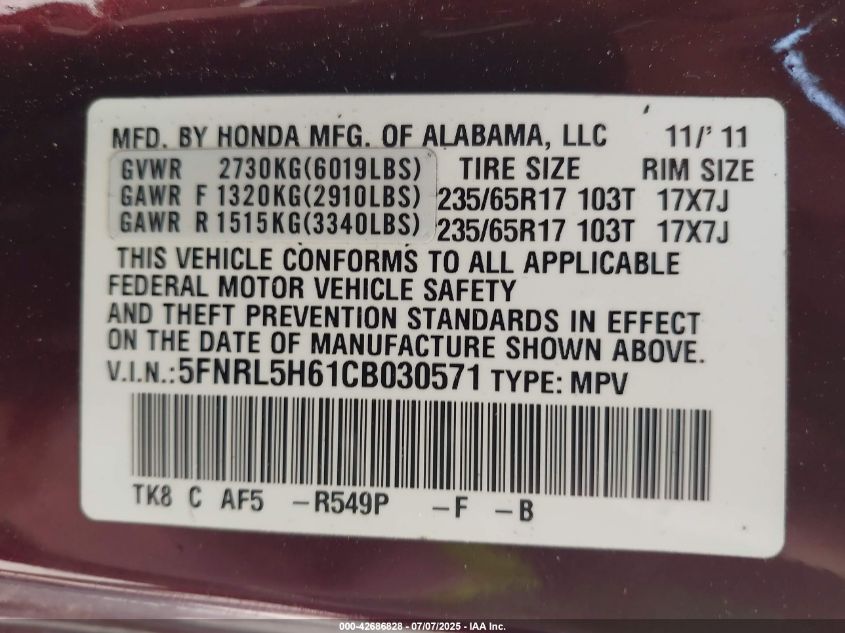 MFD. BY HONDA MFG. OF ALABAMA, LLC 11/' 11
GVWR 2730KG(6019LBS) TIRE SIZE RIM SIZE
GAWR F 1320KG(2910LBS) 235/65R17 103T 17X7J
GAWR R 1515KG(3340LBS) 235/65R17 103T 17X7J
THIS VEHICLE CONFORMS TO ALL APPLICABLE
FEDERAL MOTOR VEHICLE SAFETY
AND THEFT PREVENTION STANDARDS IN EFFECT
ON THE DATE OF MANUFACTURE SHOWN ABOVE.
V.I.N.: 5FNRL5H61CB030571 TYPE: MPV
TK8 C AF5 -R549P -F -B
000-42686828 - 07/07/2025 - IAA Inc.